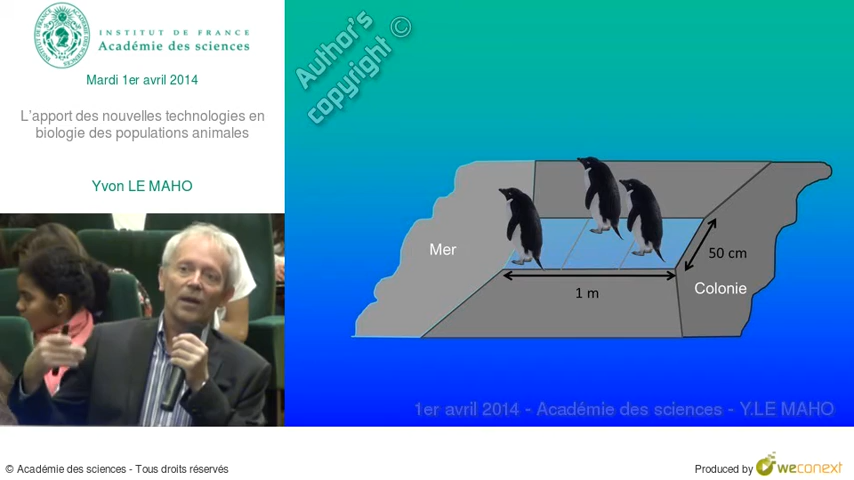 INSTITUT DE FRANCE
Académie des sciences
Mardi 1er avril 2014
L'apport des nouvelles technologies en
biologie des populations animales
Yvon LE MAHO
Author's
copyright ©
Mer
50 cm
Colonie
1 m
1er avril 2014 - Académie des sciences - Y.LE MAHO
© Académie des sciences - Tous droits réservés
Produced by weconext